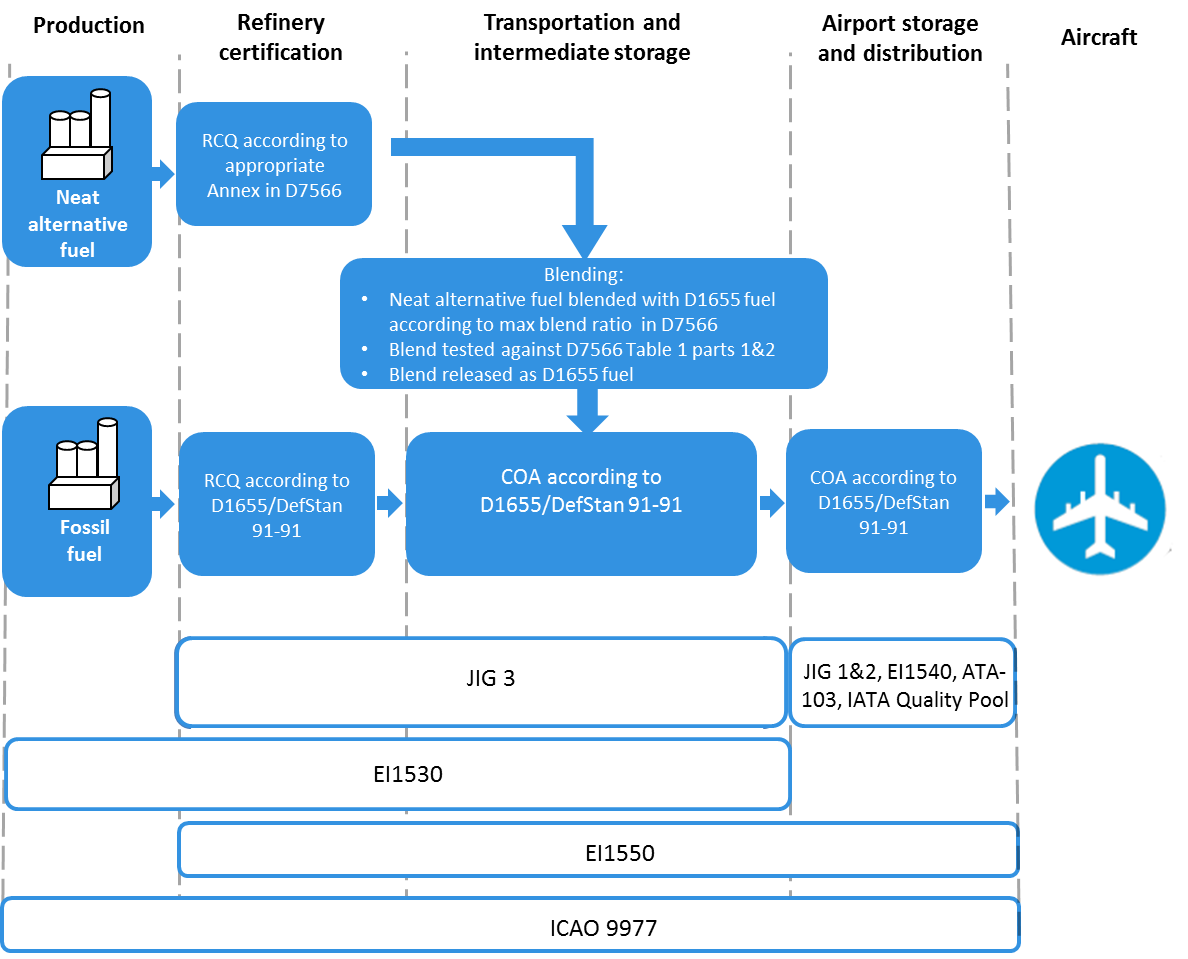 Production
Refinery
certification
Transportation and
intermediate storage
Airport storage
and distribution
Aircraft
Neat
alternative
fuel
RCQ according to
appropriate
Annex in D7566
Blending:
• Neat alternative fuel blended with D1655 fuel
according to max blend ratio in D7566
• Blend tested against D7566 Table 1 parts 1&2
• Blend released as D1655 fuel
Fossil
fuel
RCQ according to
D1655/DefStan
91-91
COA according to
D1655/DefStan 91-91
COA according to
D1655/DefStan
91-91
JIG 3
JIG 1&2, EI1540, ATA-
103, IATA Quality Pool
EI1530
EI1550
ICAO 9977